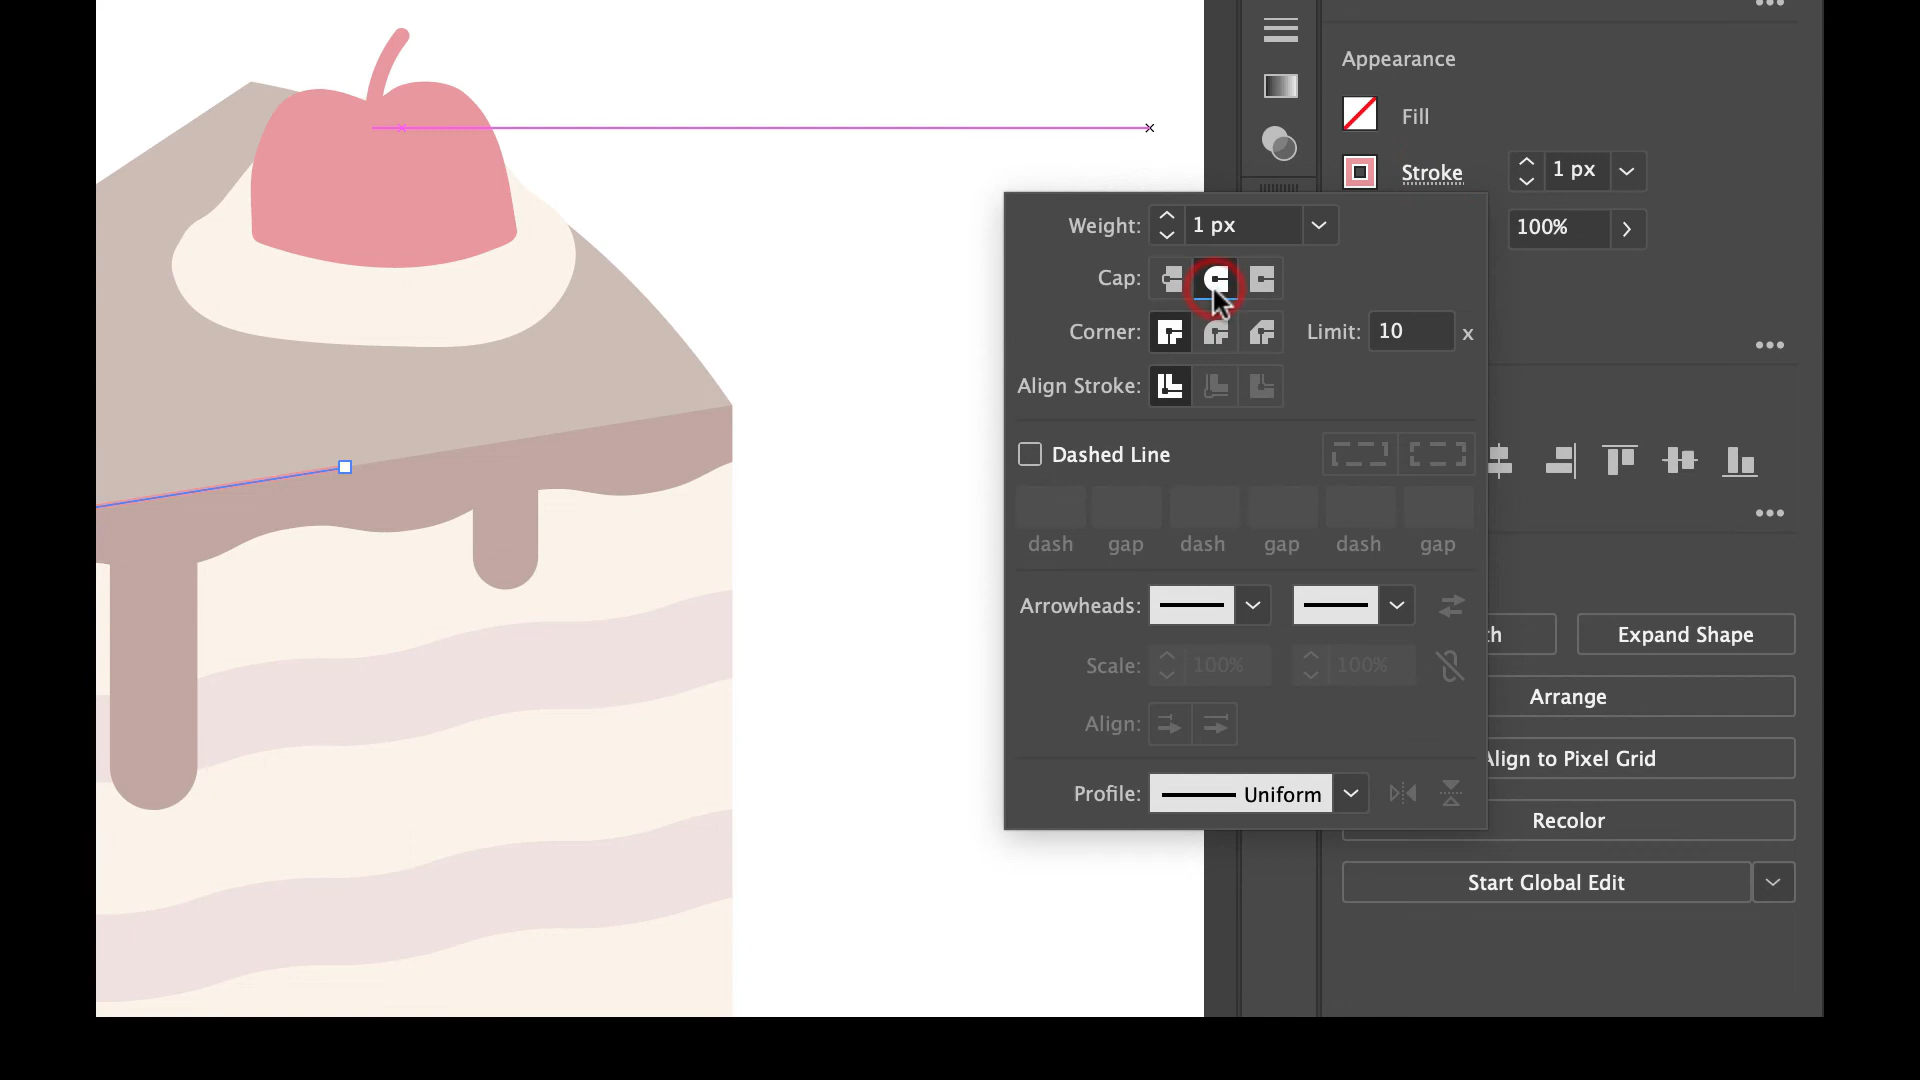 Appearance
Fill
Stroke 1 px
100%
Weight: 1 px
Cap:
Corner: Limit: 10 x
Align Stroke:
Dashed Line
dash gap dash gap dash gap
Arrowheads:
Scale: 100% 100%
Align:
Profile: Uniform
th
Expand Shape
Arrange
Align to Pixel Grid
Recolor
Start Global Edit